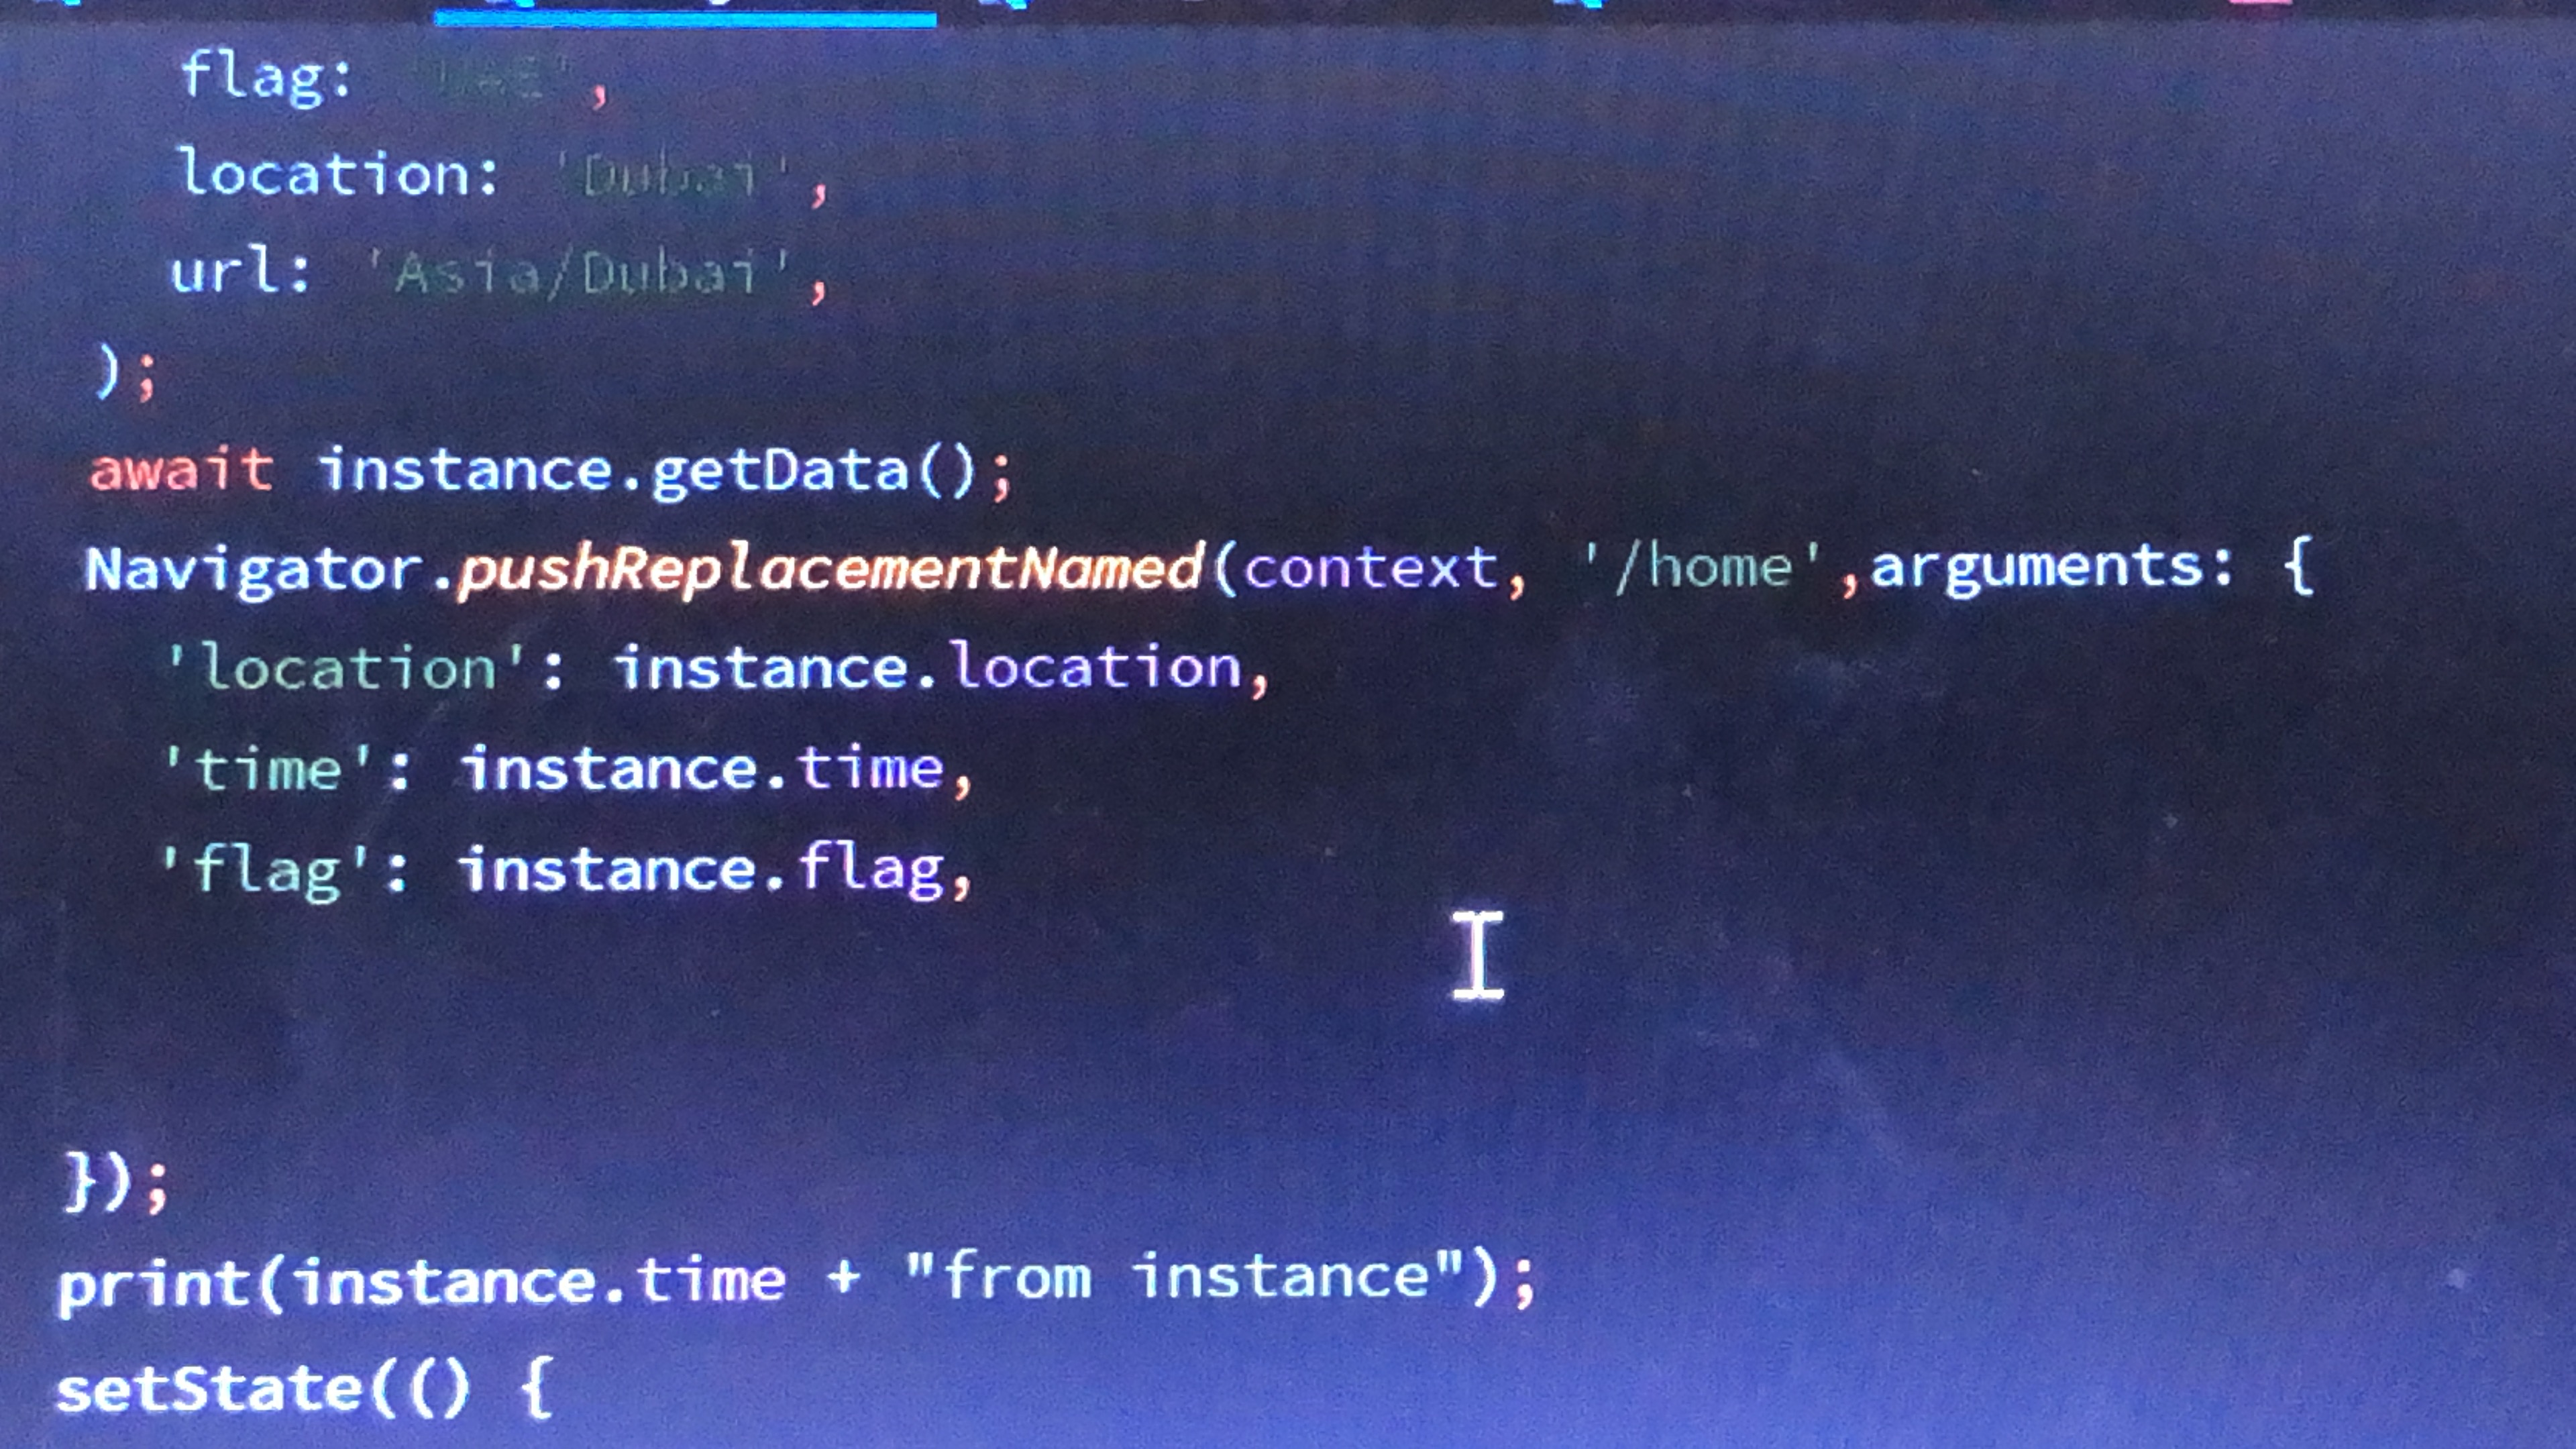 flag: ,
location: 'Dubai',
url: 'Asia/Dubai',
);
await instance.getData();
Navigator.pushReplacementNamed(context, '/home',arguments: {
'location': instance.location,
'time': instance.time,
'flag': instance.flag,
});
print(instance.time + "from instance");
setState(() {